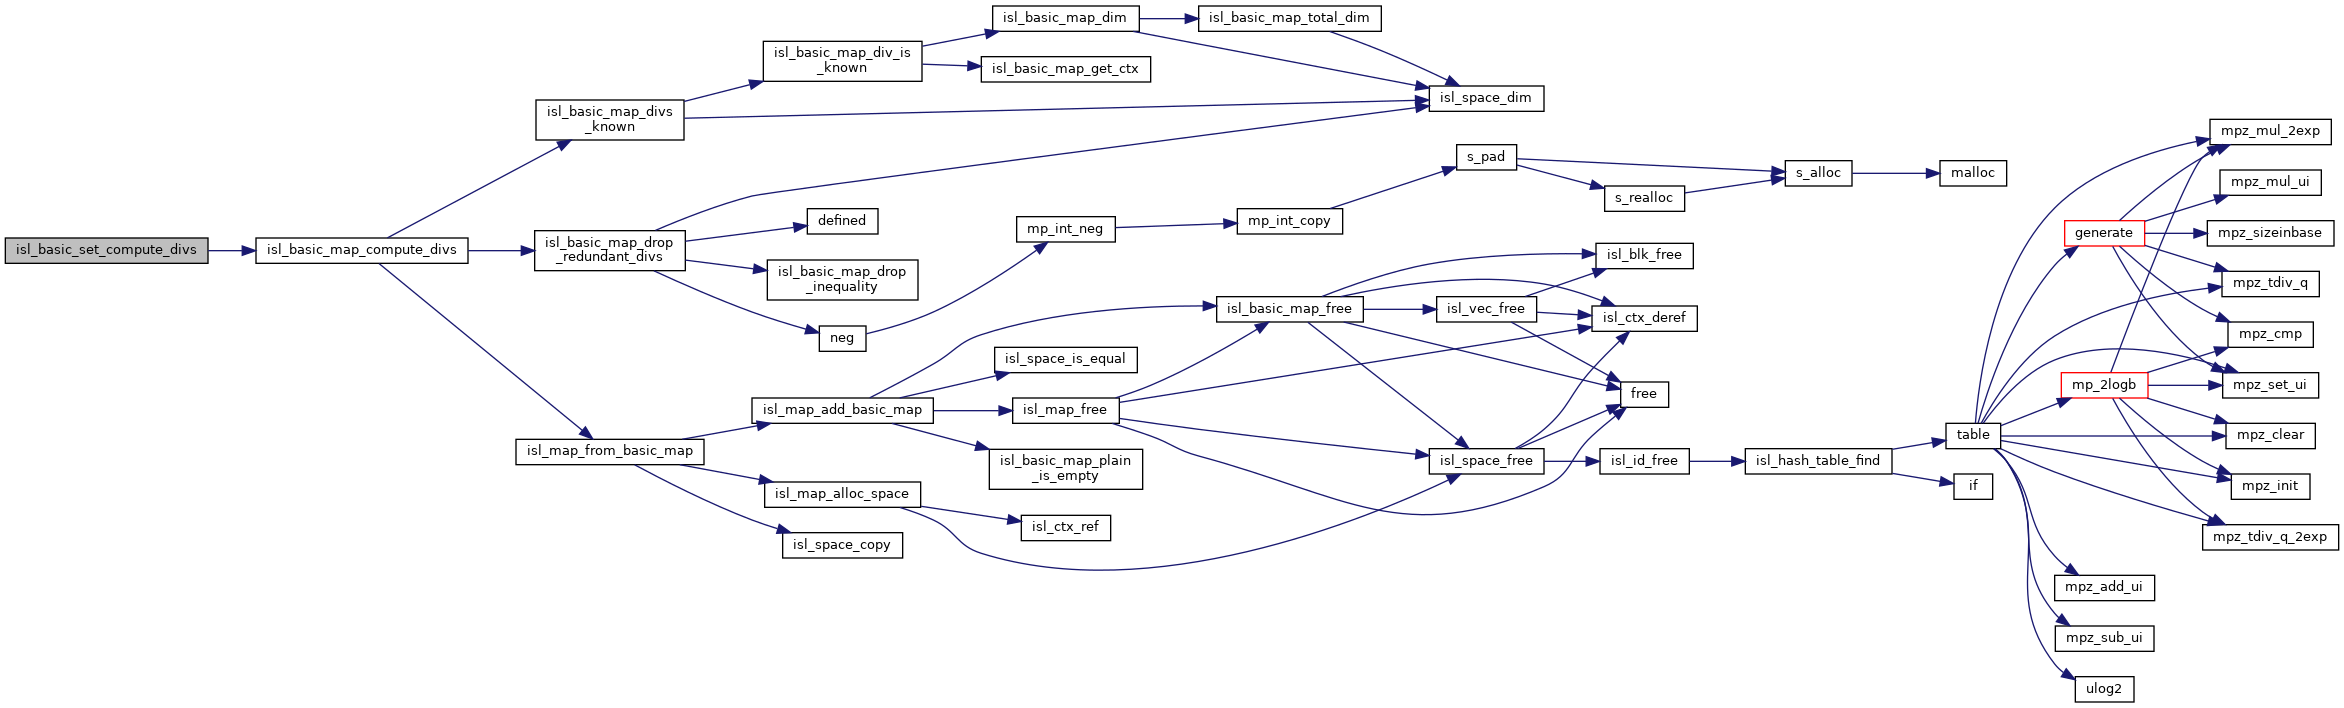 isl_basic_set_compute_divs
isl_basic_map_compute_divs
isl_basic_map_divs
_known
isl_basic_map_drop
_redundant_divs
isl_map_from_basic_map
isl_basic_map_div_is
_known
defined
isl_basic_map_drop
_inequality
neg
isl_map_add_basic_map
isl_map_alloc_space
isl_space_copy
isl_basic_map_dim
isl_basic_map_get_ctx
mp_int_neg
isl_space_is_equal
isl_map_free
isl_basic_map_plain
_is_empty
isl_ctx_ref
isl_basic_map_total_dim
mp_int_copy
isl_basic_map_free
isl_space_dim
s_pad
isl_vec_free
isl_space_free
s_realloc
isl_blk_free
isl_ctx_deref
free
isl_id_free
s_alloc
isl_hash_table_find
malloc
table
if
generate
mp_2logb
mpz_add_ui
mpz_sub_ui
ulog2
mpz_mul_2exp
mpz_mul_ui
mpz_sizeinbase
mpz_tdiv_q
mpz_cmp
mpz_set_ui
mpz_clear
mpz_init
mpz_tdiv_q_2exp